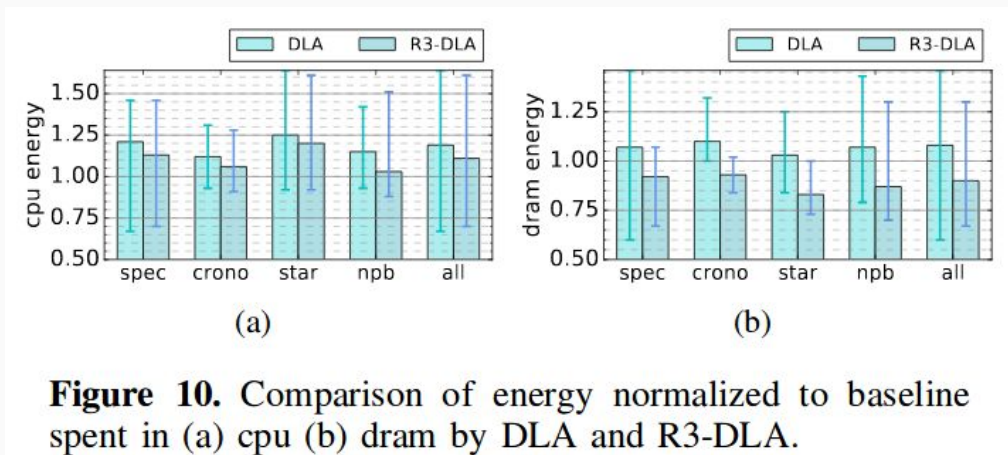 DLA R3-DLA
cpu energy
1.50
1.25
1.00
0.75
0.50
spec crono star npb all
(a)
DLA R3-DLA
dram energy
1.25
1.00
0.75
0.50
spec crono star npb all
(b)
Figure 10. Comparison of energy normalized to baseline
spent in (a) cpu (b) dram by DLA and R3-DLA.